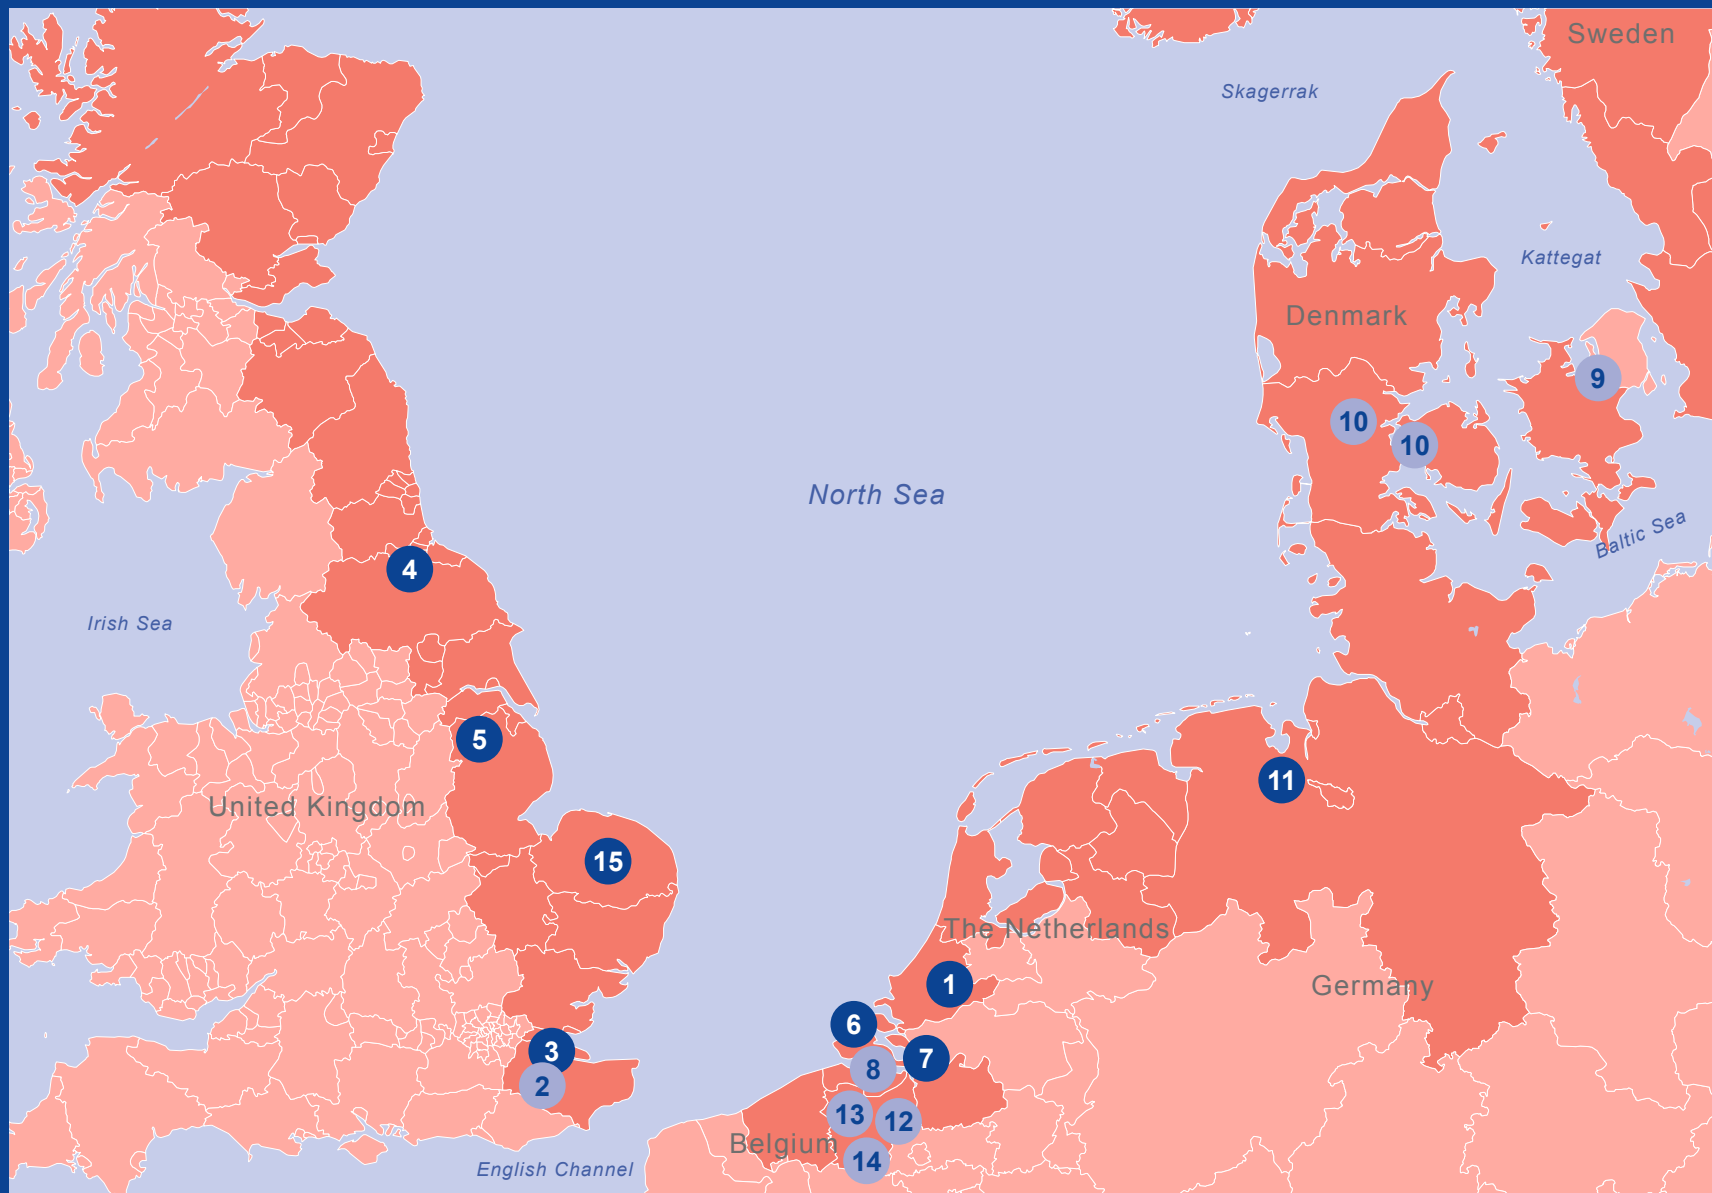 Sweden
Skagerrak
Kattegat
Denmark
9
10
10
North Sea
Baltic Sea
4
Irish Sea
5
11
United Kingdom
15
The Netherlands
1
Germany
6
3
7
8
2
13
12
Belgium
14
English Channel